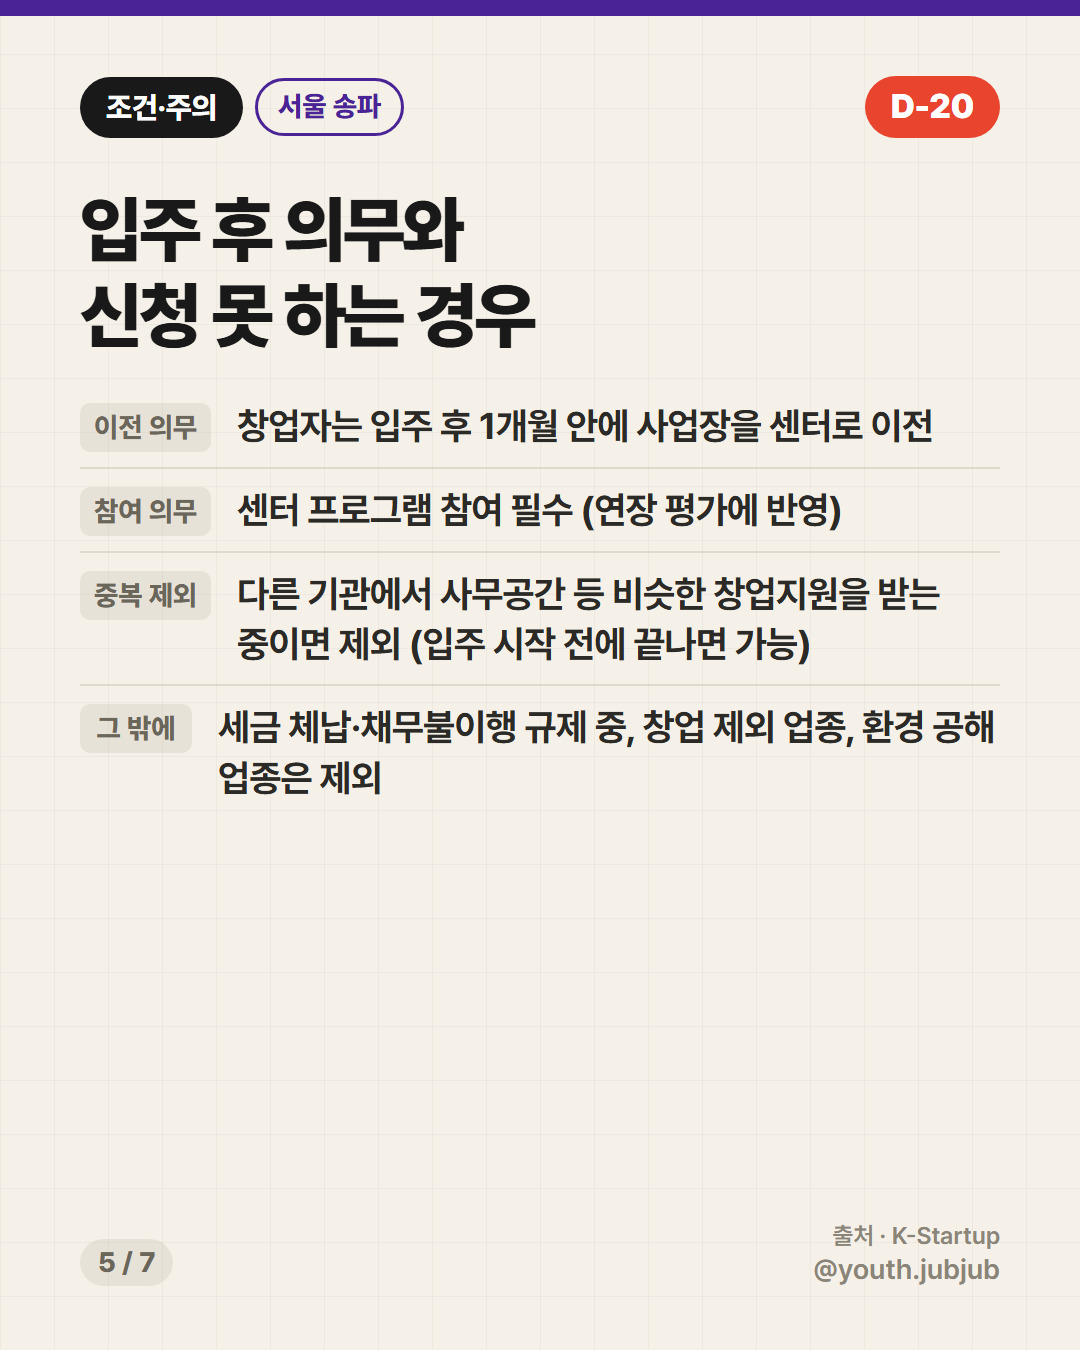 조건·주의
서울 송파
D-20
입주 후 의무와
신청 못 하는 경우
이전 의무
창업자는 입주 후 1개월 안에 사업장을 센터로 이전
참여 의무
센터 프로그램 참여 필수 (연장 평가에 반영)
중복 제외
다른 기관에서 사무공간 등 비슷한 창업지원을 받는
중이면 제외 (입주 시작 전에 끝나면 가능)
그 밖에
세금 체납·채무불이행 규제 중, 창업 제외 업종, 환경 공해
업종은 제외
5 / 7
출처 · K-Startup
@youth.jubjub